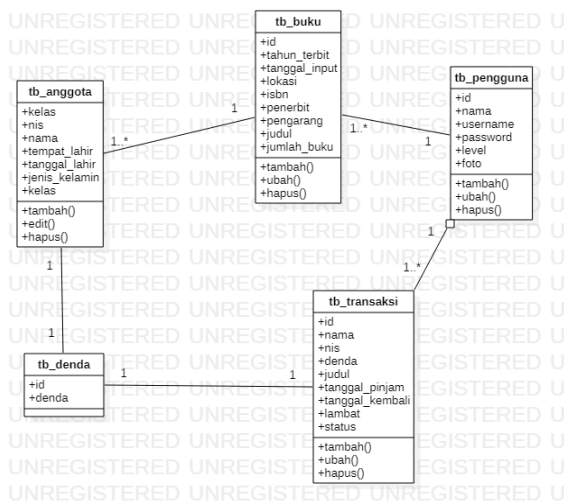 UNREGISTERED UNREGISTERED UNREGISTERED U
tb_buku
+id
+tahun_terbit
+tanggal_input
+lokasi
+isbn
+penerbit
+pengarang
+judul
+jumlah_buku
+tambah()
+ubah()
+hapus()
tb_pengguna
+id
+nama
+username
+password
+level
+foto
+tambah()
+ubah()
+hapus()
tb_anggota
+kelas
+nis
+nama
+tempat_lahir
+tanggal_lahir
+jenis_kelamin
+kelas
+tambah()
+edit()
+hapus()
1
1..*
1..*
1
1
1..*
1
1
tb_denda
+id
+denda
1
1
tb_transaksi
+id
+nama
+nis
+denda
+judul
+tanggal_pinjam
+tanggal_kembali
+lambat
+status
+tambah()
+ubah()
+hapus()